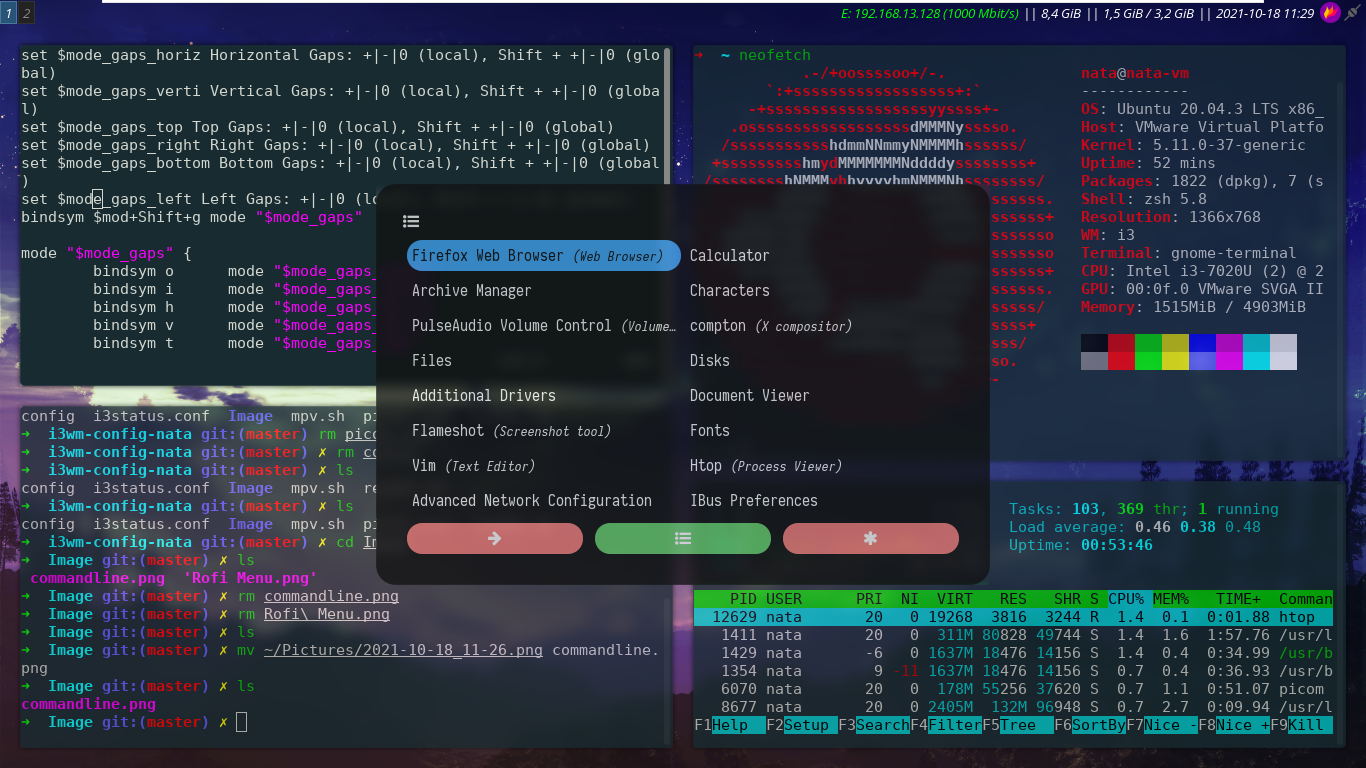 1 2
E: 192.168.13.128 (1000 Mbit/s) || 8,4 GiB || 1,5 GiB / 3,2 GiB || 2021-10-18 11:29
set $mode_gaps_horiz Horizontal Gaps: +|-|0 (local), Shift + +|-|0 (glo
bal)
set $mode_gaps_verti Vertical Gaps: +|-|0 (local), Shift + +|-|0 (globa
l)
set $mode_gaps_top Top Gaps: +|-|0 (local), Shift + +|-|0 (global)
set $mode_gaps_right Right Gaps: +|-|0 (local), Shift + +|-|0 (global)
set $mode_gaps_bottom Bottom Gaps: +|-|0 (local), Shift + +|-|0 (global
)
set $mode_gaps_left Left Gaps: +|-|0 (lo
bindsym $mod+Shift+g mode "$mode_gaps"
mode "$mode_gaps" {
bindsym o mode "$mode_gaps_
bindsym i mode "$mode_gaps_
bindsym h mode "$mode_gaps_
bindsym v mode "$mode_gaps_
bindsym t mode "$mode_gaps_
➜ ~ neofetch
.-/+oossssoo+/-.
`:+ssssssssssssssssss+:`
-+ssssssssssssssssssyyssss+-
.ossssssssssssssssssdMMMNysssso.
/ssssssssssshdmmNNmmyNMMMMhssssss/
+ssssssssshmydMMMMMMMNddddyssssssss+
/sssssssshNMMMyhhyyyyhmNMMMNhssssssss/
nata@nata-vm
------------
OS: Ubuntu 20.04.3 LTS x86_
Host: VMware Virtual Platfo
Kernel: 5.11.0-37-generic
Uptime: 52 mins
Packages: 1822 (dpkg), 7 (s
Shell: zsh 5.8
Resolution: 1366x768
WM: i3
Terminal: gnome-terminal
CPU: Intel i3-7020U (2) @ 2
GPU: 00:0f.0 VMware SVGA II
Memory: 1515MiB / 4903MiB
Firefox Web Browser (Web Browser) Calculator
Archive Manager Characters
PulseAudio Volume Control (Volume… compton (X compositor)
Files Disks
Additional Drivers Document Viewer
Flameshot (Screenshot tool) Fonts
Vim (Text Editor) Htop (Process Viewer)
Advanced Network Configuration IBus Preferences
config i3status.conf Image mpv.sh pi
➜ i3wm-config-nata git:(master) rm pico
➜ i3wm-config-nata git:(master) ✗ rm co
➜ i3wm-config-nata git:(master) ✗ ls
config i3status.conf Image mpv.sh re
➜ i3wm-config-nata git:(master) ✗ ls
config i3status.conf Image mpv.sh pi
➜ i3wm-config-nata git:(master) ✗ cd Im
➜ Image git:(master) ✗ ls
commandline.png 'Rofi Menu.png'
➜ Image git:(master) ✗ rm commandline.png
➜ Image git:(master) ✗ rm Rofi\ Menu.png
➜ Image git:(master) ✗ ls
➜ Image git:(master) ✗ mv ~/Pictures/2021-10-18_11-26.png commandline.
png
➜ Image git:(master) ✗ ls
commandline.png
➜ Image git:(master) ✗
Tasks: 103, 369 thr; 1 running
Load average: 0.46 0.38 0.48
Uptime: 00:53:46
PID USER PRI NI VIRT RES SHR S CPU% MEM% TIME+ Comman
12629 nata 20 0 19268 3816 3244 R 1.4 0.1 0:01.88 htop
1411 nata 20 0 311M 80828 49744 S 1.4 1.6 1:57.76 /usr/l
1429 nata -6 0 1637M 18476 14156 S 1.4 0.4 0:34.99 /usr/b
1354 nata 9 -11 1637M 18476 14156 S 0.7 0.4 0:36.93 /usr/b
6070 nata 20 0 178M 55256 37620 S 0.7 1.1 0:51.07 picom
8677 nata 20 0 2405M 132M 96948 S 0.7 2.7 0:09.94 /usr/l
F1Help F2Setup F3SearchF4FilterF5Tree F6SortByF7Nice -F8Nice +F9Kill